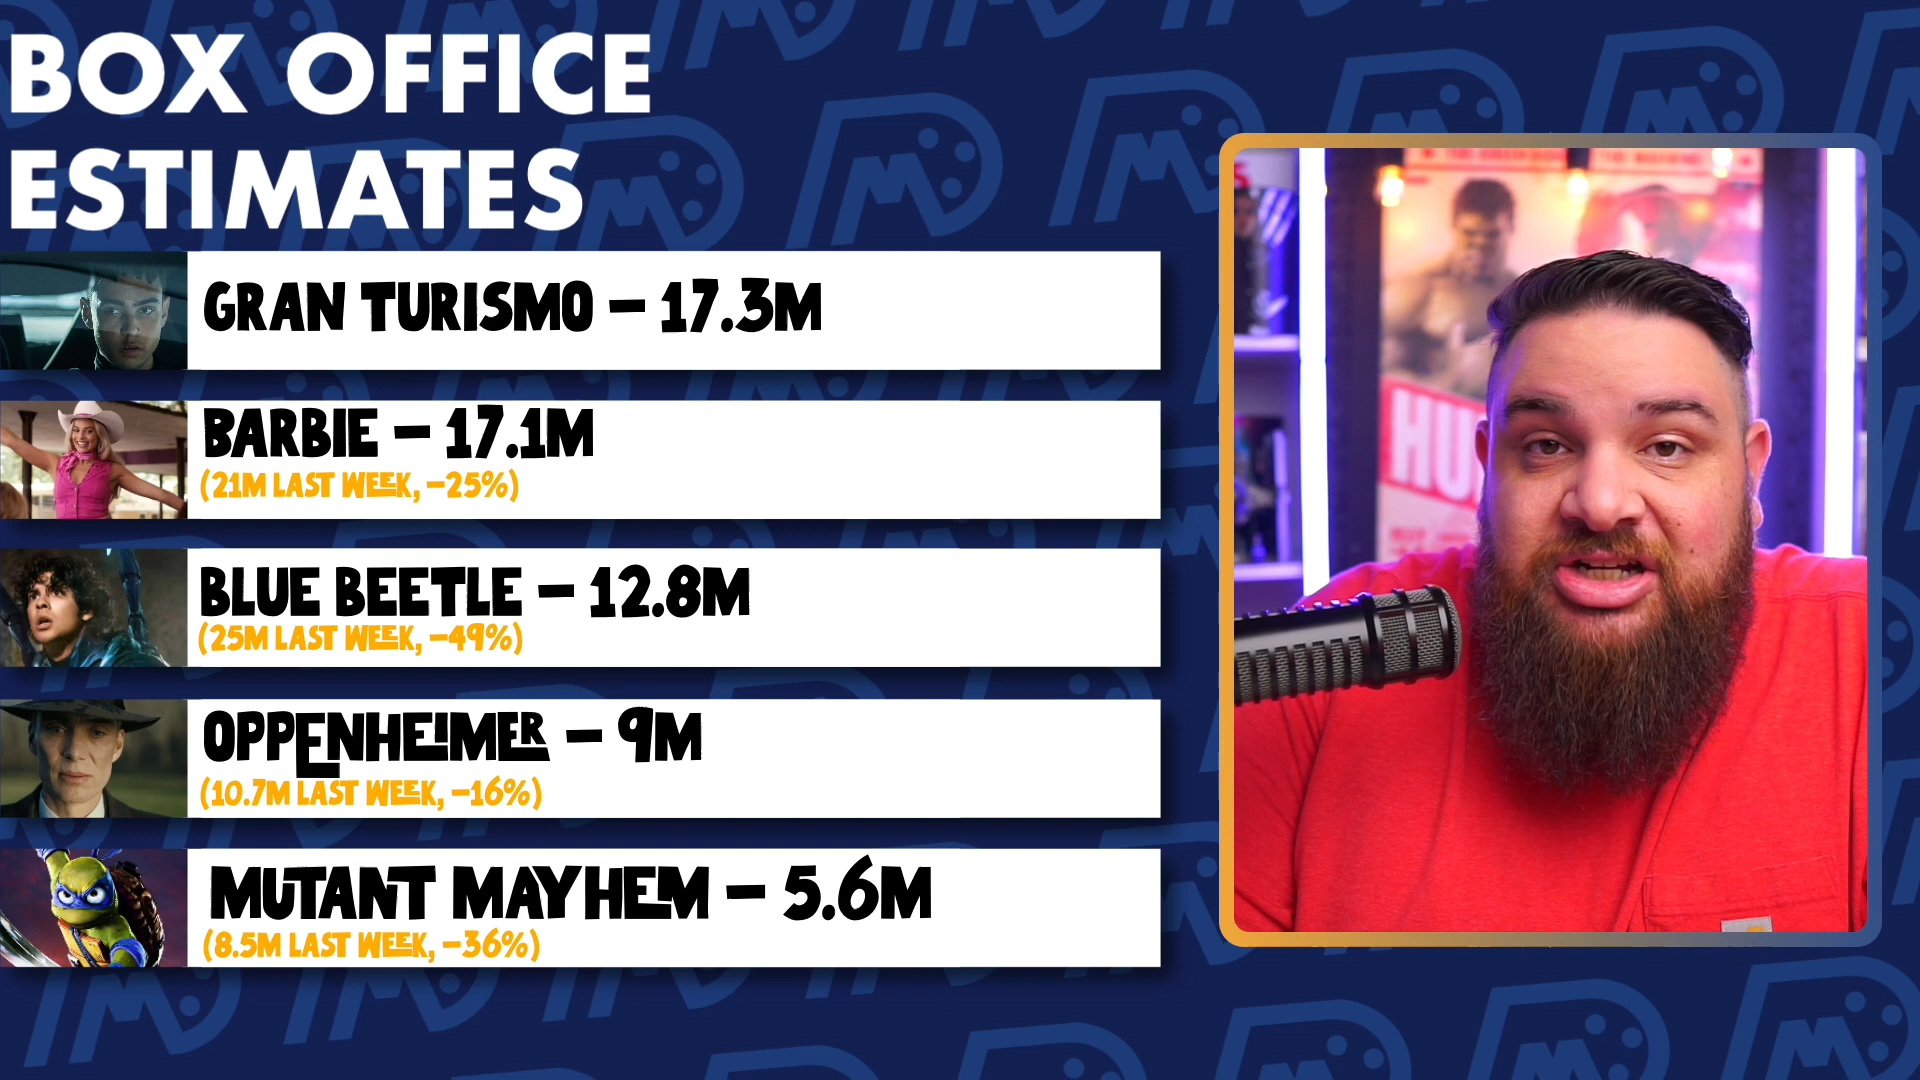 BOX OFFICE
ESTIMATES
GRAN TURISMO – 17.3M
BARBIE – 17.1M
(21M LAST WEEK, -25%)
BLUE BEETLE – 12.8M
(25M LAST WEEK, -49%)
OPPENHEIMER – 9M
(10.7M LAST WEEK, -16%)
MUTANT MAYHEM – 5.6M
(8.5M LAST WEEK, -36%)